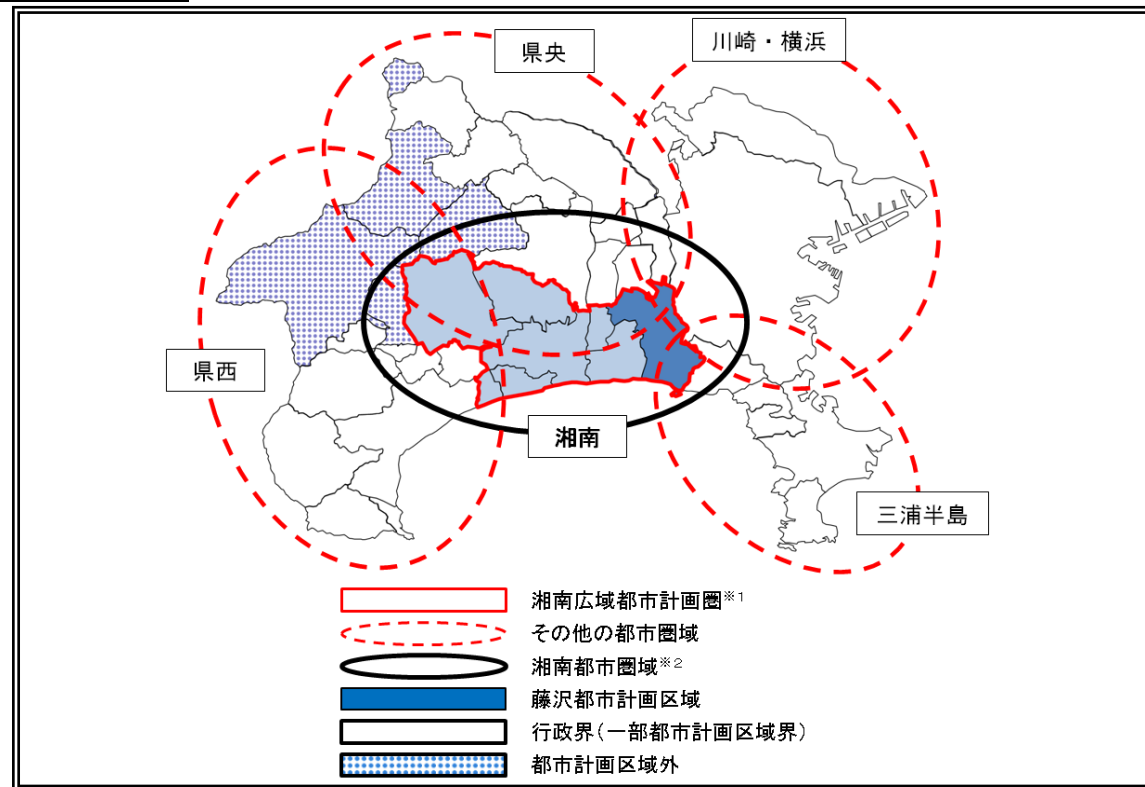 県央
川崎・横浜
県西
湘南
三浦半島
湘南広域都市計画圏※1
その他の都市圏域
湘南都市圏域※2
藤沢都市計画区域
行政界(一部都市計画区域界)
都市計画区域外